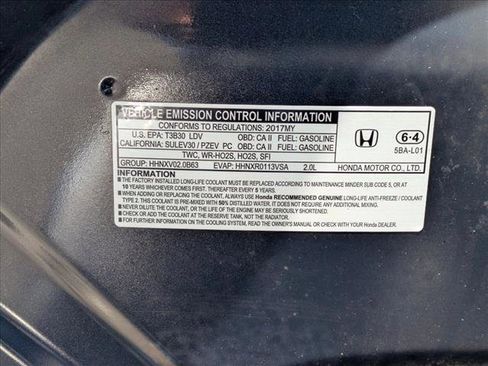 VEHICLE EMISSION CONTROL INFORMATION
CONFORMS TO REGULATIONS: 2017MY
U.S. EPA: T3B30 LDV OBD: CA II FUEL: GASOLINE
CALIFORNIA: SULEV30 / PZEV PC OBD: CA II FUEL: GASOLINE
TWC, WR-HO2S, HO2S, SFI
GROUP: HHNXV02.0B63 EVAP: HHNXR0113VSA 2.0L
6·4
5BA-L01
HONDA MOTOR CO., LTD.
INFORMATION
■ THE FACTORY INSTALLED LONG-LIFE COOLANT MUST BE REPLACED ACCORDING TO MAINTENANCE MINDER SUB CODE 5, OR AT
10 YEARS WHICHEVER COMES FIRST. THEREAFTER EVERY 5 YEARS.
■ WHEN ADDING OR REPLACING THE COOLANT, ALWAYS USE Honda RECOMMENDED GENUINE LONG-LIFE ANTI-FREEZE / COOLANT
TYPE 2. THIS COOLANT IS PRE-MIXED WITH 50% DISTILLED WATER. IT DOES NOT REQUIRE ANY ADDITIONAL MIXING.
■ NEVER DILUTE THE COOLANT, OR THE LIFE OF THE ENGINE MAY BE SERIOUSLY SHORTENED.
■ CHECK OR ADD THE COOLANT AT THE RESERVE TANK, NOT THE RADIATOR.
■ FOR FURTHER INFORMATION ON THE COOLING SYSTEM, READ THE OWNER'S MANUAL OR CHECK WITH YOUR HONDA DEALER.